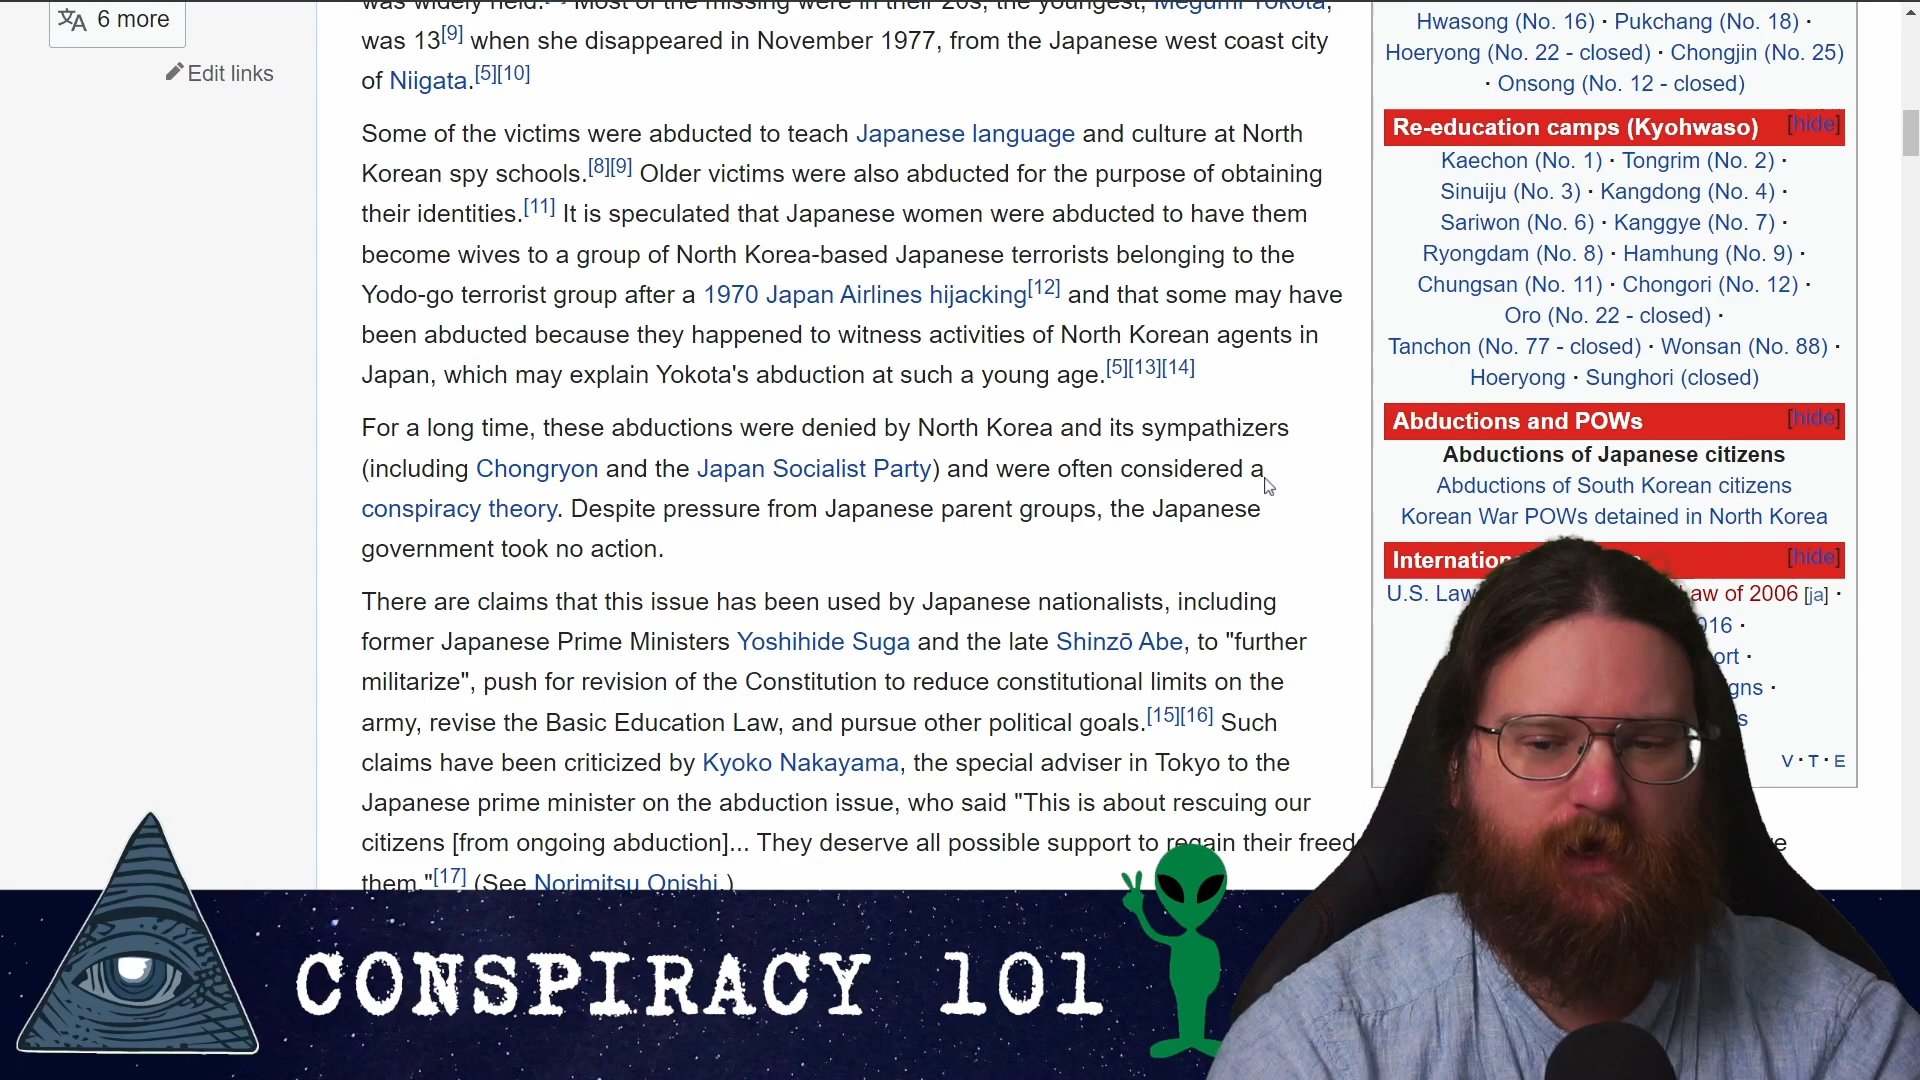 6 more
Edit links
was widely held. Most of the missing were in their 20s; the youngest, Megumi Yokota,
was 13[9] when she disappeared in November 1977, from the Japanese west coast city
of Niigata.[5][10]
Some of the victims were abducted to teach Japanese language and culture at North
Korean spy schools.[8][9] Older victims were also abducted for the purpose of obtaining
their identities.[11] It is speculated that Japanese women were abducted to have them
become wives to a group of North Korea-based Japanese terrorists belonging to the
Yodo-go terrorist group after a 1970 Japan Airlines hijacking[12] and that some may have
been abducted because they happened to witness activities of North Korean agents in
Japan, which may explain Yokota's abduction at such a young age.[5][13][14]
For a long time, these abductions were denied by North Korea and its sympathizers
(including Chongryon and the Japan Socialist Party) and were often considered a
conspiracy theory. Despite pressure from Japanese parent groups, the Japanese
government took no action.
There are claims that this issue has been used by Japanese nationalists, including
former Japanese Prime Ministers Yoshihide Suga and the late Shinzō Abe, to "further
militarize", push for revision of the Constitution to reduce constitutional limits on the
army, revise the Basic Education Law, and pursue other political goals.[15][16] Such
claims have been criticized by Kyoko Nakayama, the special adviser in Tokyo to the
Japanese prime minister on the abduction issue, who said "This is about rescuing our
citizens [from ongoing abduction]... They deserve all possible support to regain their
them."[17] (See Norimitsu Onishi.)
Hwasong (No. 16) · Pukchang (No. 18) ·
Hoeryong (No. 22 - closed) · Chongjin (No. 25)
· Onsong (No. 12 - closed)
Re-education camps (Kyohwaso) [hide]
Kaechon (No. 1) · Tongrim (No. 2) ·
Sinuiju (No. 3) · Kangdong (No. 4) ·
Sariwon (No. 6) · Kanggye (No. 7) ·
Ryongdam (No. 8) · Hamhung (No. 9) ·
Chungsan (No. 11) · Chongori (No. 12) ·
Oro (No. 22 - closed) ·
Tanchon (No. 77 - closed) · Wonsan (No. 88) ·
Hoeryong · Sunghori (closed)
Abductions and POWs [hide]
Abductions of Japanese citizens
Abductions of South Korean citizens
Korean War POWs detained in North Korea
[hide]
U.S. Law of 2006 [ja] ·
V · T · E
CONSPIRACY 101